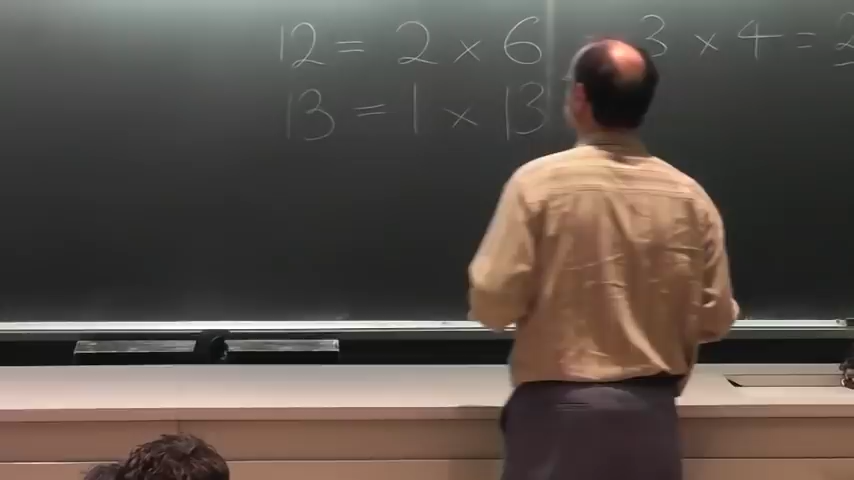 12 = 2 × 6 3 × 4 =
13 = 1 × 13